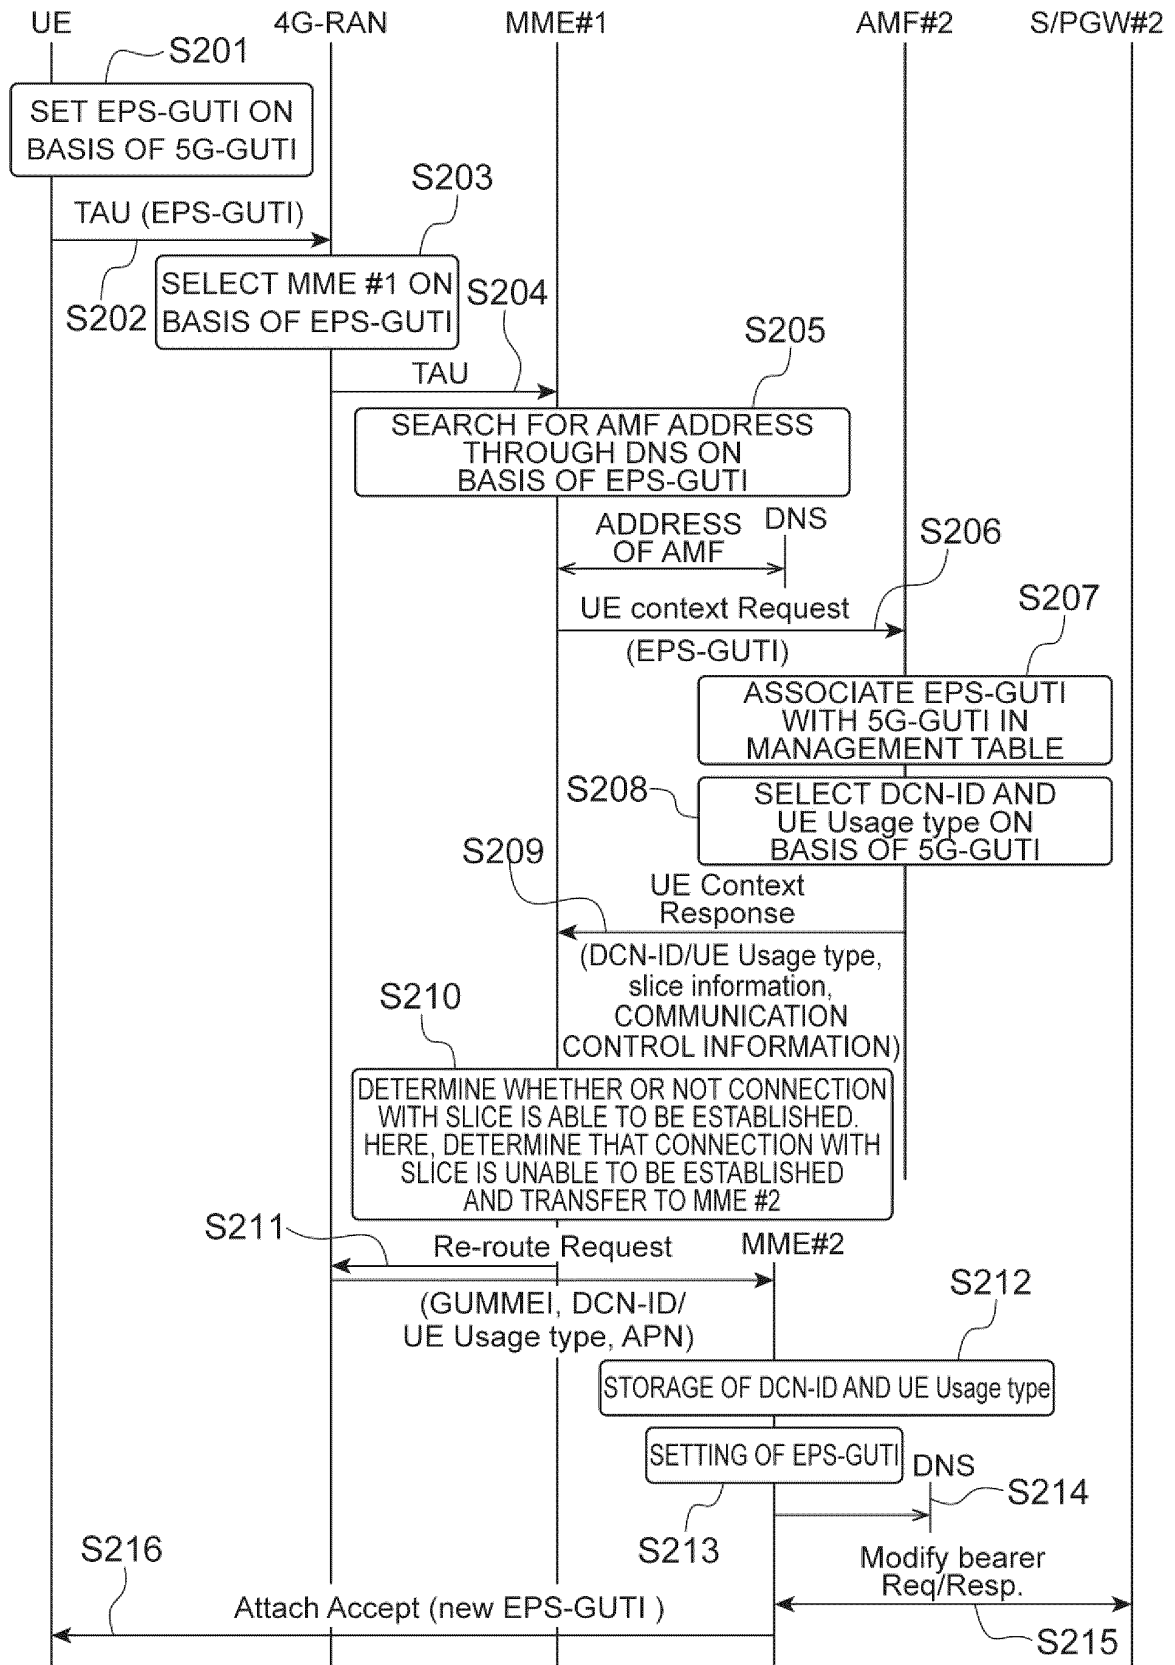 UE
4G-RAN
MME#1
AMF#2
S/PGW#2
S201
SET EPS-GUTI ON
BASIS OF 5G-GUTI
S203
TAU (EPS-GUTI)
S202
SELECT MME #1 ON
BASIS OF EPS-GUTI
S204
TAU
S205
SEARCH FOR AMF ADDRESS
THROUGH DNS ON
BASIS OF EPS-GUTI
ADDRESS
OF AMF
DNS
S206
UE context Request
(EPS-GUTI)
S207
ASSOCIATE EPS-GUTI
WITH 5G-GUTI IN
MANAGEMENT TABLE
S208
SELECT DCN-ID AND
UE Usage type ON
BASIS OF 5G-GUTI
S209
UE Context
Response
(DCN-ID/UE Usage type,
slice information,
COMMUNICATION
CONTROL INFORMATION)
S210
DETERMINE WHETHER OR NOT CONNECTION
WITH SLICE IS ABLE TO BE ESTABLISHED.
HERE, DETERMINE THAT CONNECTION WITH
SLICE IS UNABLE TO BE ESTABLISHED
AND TRANSFER TO MME #2
S211
Re-route Request
MME#2
(GUMMEI, DCN-ID/
UE Usage type, APN)
S212
STORAGE OF DCN-ID AND UE Usage type
SETTING OF EPS-GUTI
DNS
S214
S213
S216
Modify bearer
Req/Resp.
Attach Accept (new EPS-GUTI )
S215